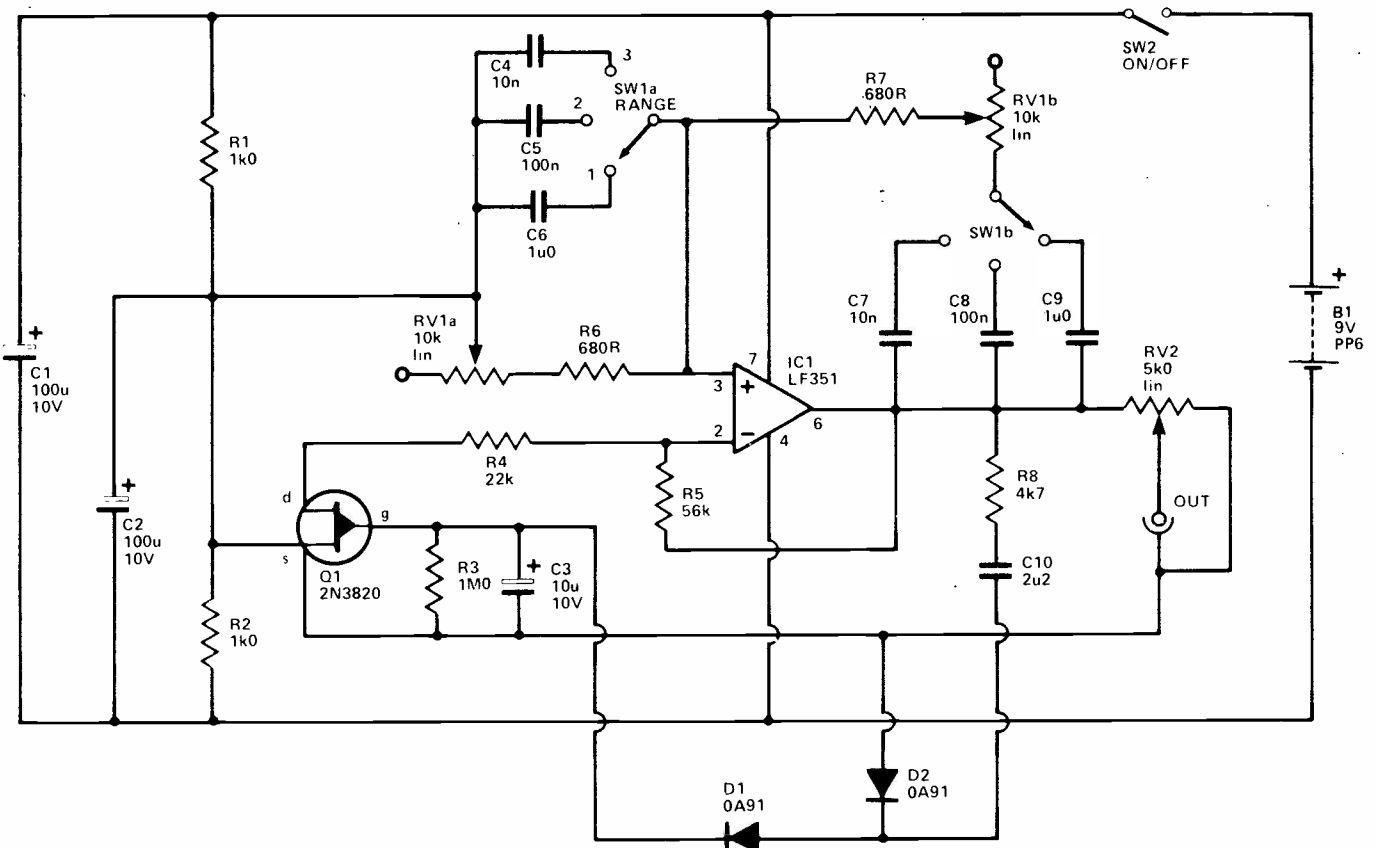 SW2
ON/OFF
C4
10n
3
SW1a
RANGE
2
C5
100n
1
C6
1u0
R7
680R
RV1b
10k
lin
R1
1k0
SW1b
C7
10n
C8
100n
C9
1u0
+
B1
9V
PP6
RV1a
10k
lin
R6
680R
7
IC1
LF351
3
+
2
−
4
6
RV2
5k0
lin
+
C1
100u
10V
R4
22k
R5
56k
R8
4k7
OUT
+
C2
100u
10V
d
g
s
Q1
2N3820
R3
1M0
+
C3
10u
10V
C10
2u2
R2
1k0
D1
0A91
D2
0A91